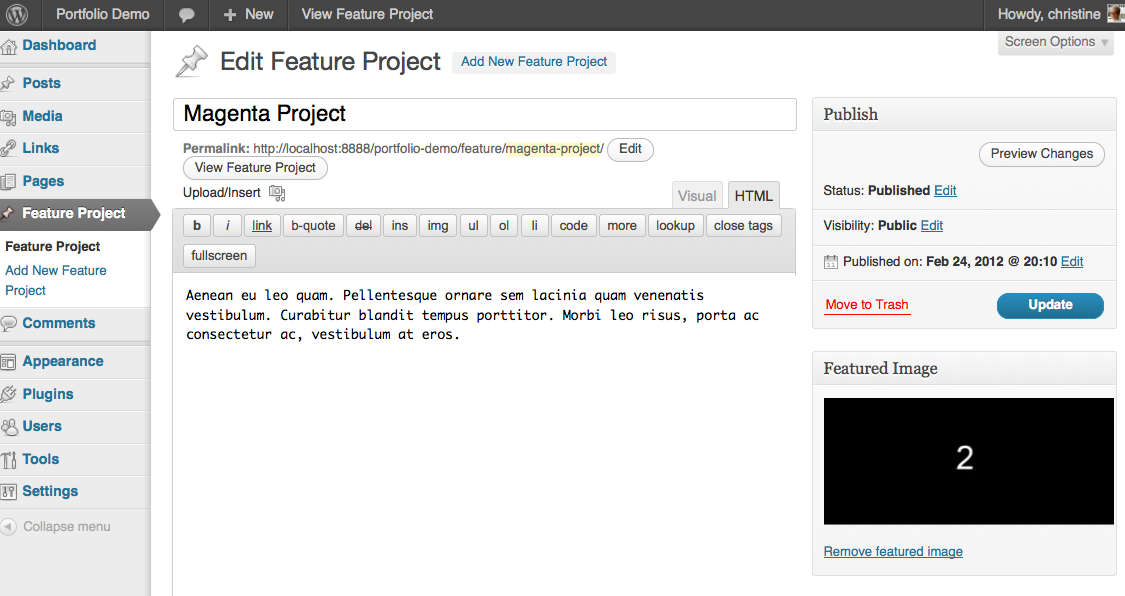 Portfolio Demo
New
View Feature Project
Howdy, christine
Screen Options
Dashboard
Posts
Media
Links
Pages
Feature Project
Feature Project
Add New Feature
Project
Comments
Appearance
Plugins
Users
Tools
Settings
Collapse menu
Edit Feature Project
Add New Feature Project
Magenta Project
Permalink: http://localhost:8888/portfolio-demo/feature/magenta-project/ Edit
View Feature Project
Upload/Insert
Visual HTML
b i link b-quote del ins img ul ol li code more lookup close tags
fullscreen
Aenean eu leo quam. Pellentesque ornare sem lacinia quam venenatis
vestibulum. Curabitur blandit tempus porttitor. Morbi leo risus, porta ac
consectetur ac, vestibulum at eros.
Publish
Preview Changes
Status: Published Edit
Visibility: Public Edit
11
Published on: Feb 24, 2012 @ 20:10 Edit
Move to Trash
Update
Featured Image
2
Remove featured image